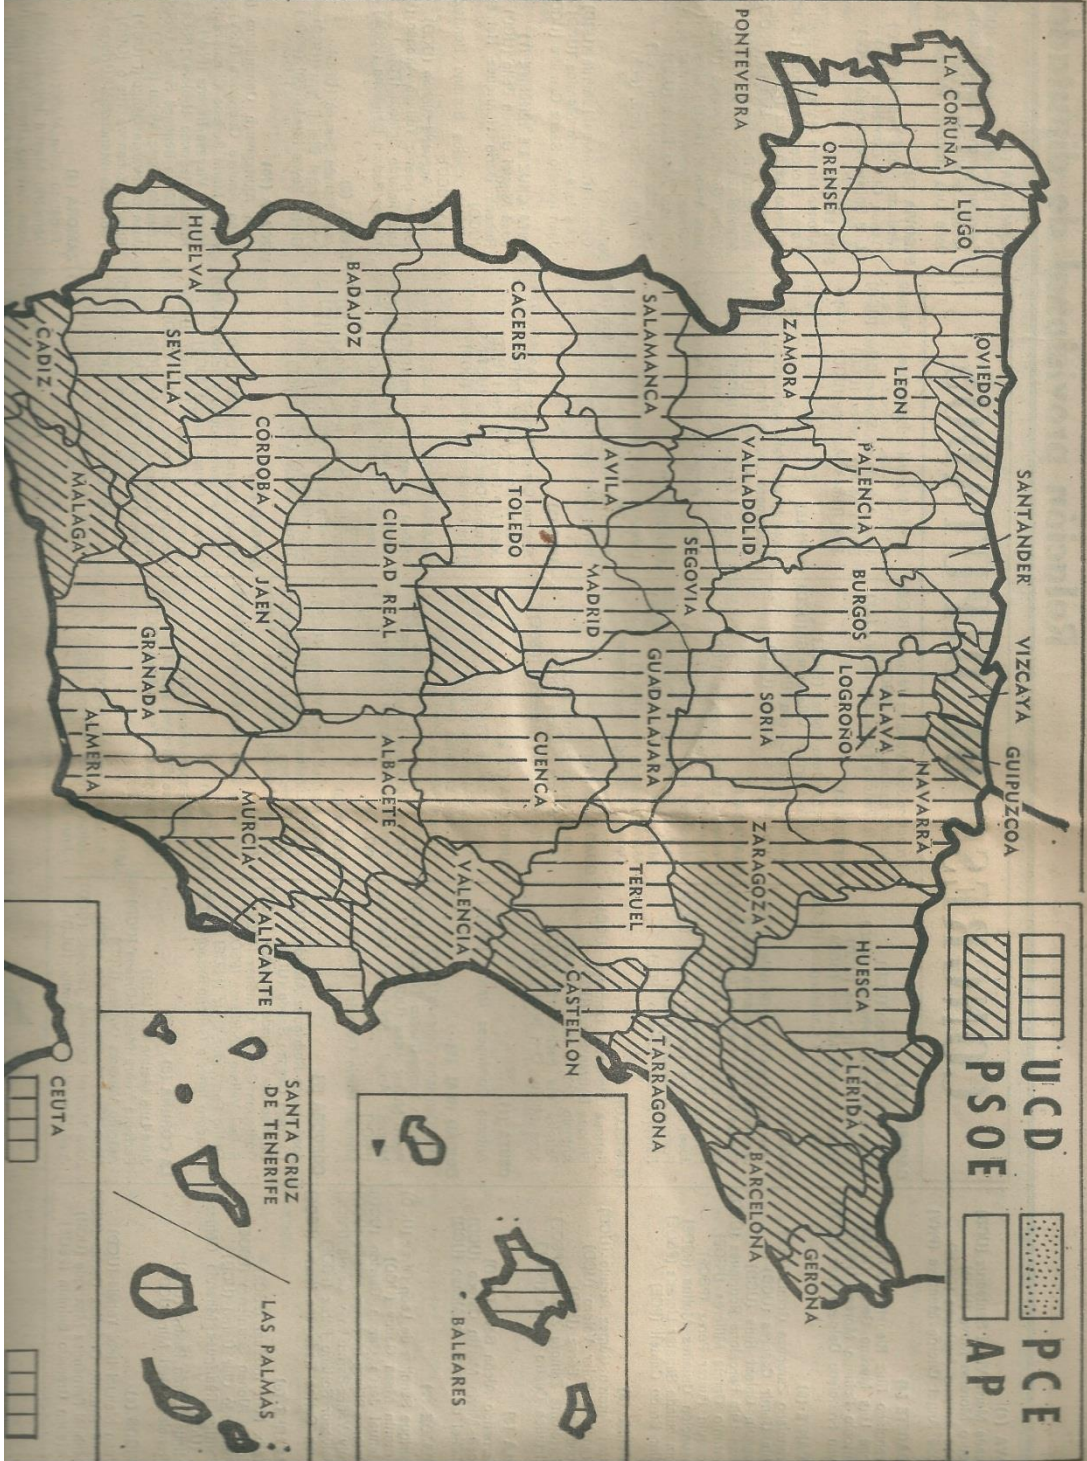 UCD
PCE
PSOE
AP
LA CORUÑA
LUGO
PONTEVEDRA
ORENSE
OVIEDO
SANTANDER
VIZCAYA
GUIPUZCOA
LEON
PALENCIA
BURGOS
ALAVA
LOGROÑO
NAVARRA
ZAMORA
VALLADOLID
SORIA
ZARAGOZA
HUESCA
LERIDA
GERONA
BARCELONA
TARRAGONA
SALAMANCA
AVILA
SEGOVIA
MADRID
GUADALAJARA
TERUEL
CACERES
TOLEDO
CUENCA
CASTELLON
VALENCIA
BADAJOZ
CIUDAD REAL
ALBACETE
ALICANTE
HUELVA
SEVILLA
CORDOBA
JAEN
MURCIA
CADIZ
MALAGA
GRANADA
ALMERIA
BALEARES
SANTA CRUZ
DE TENERIFE
LAS PALMAS
CEUTA